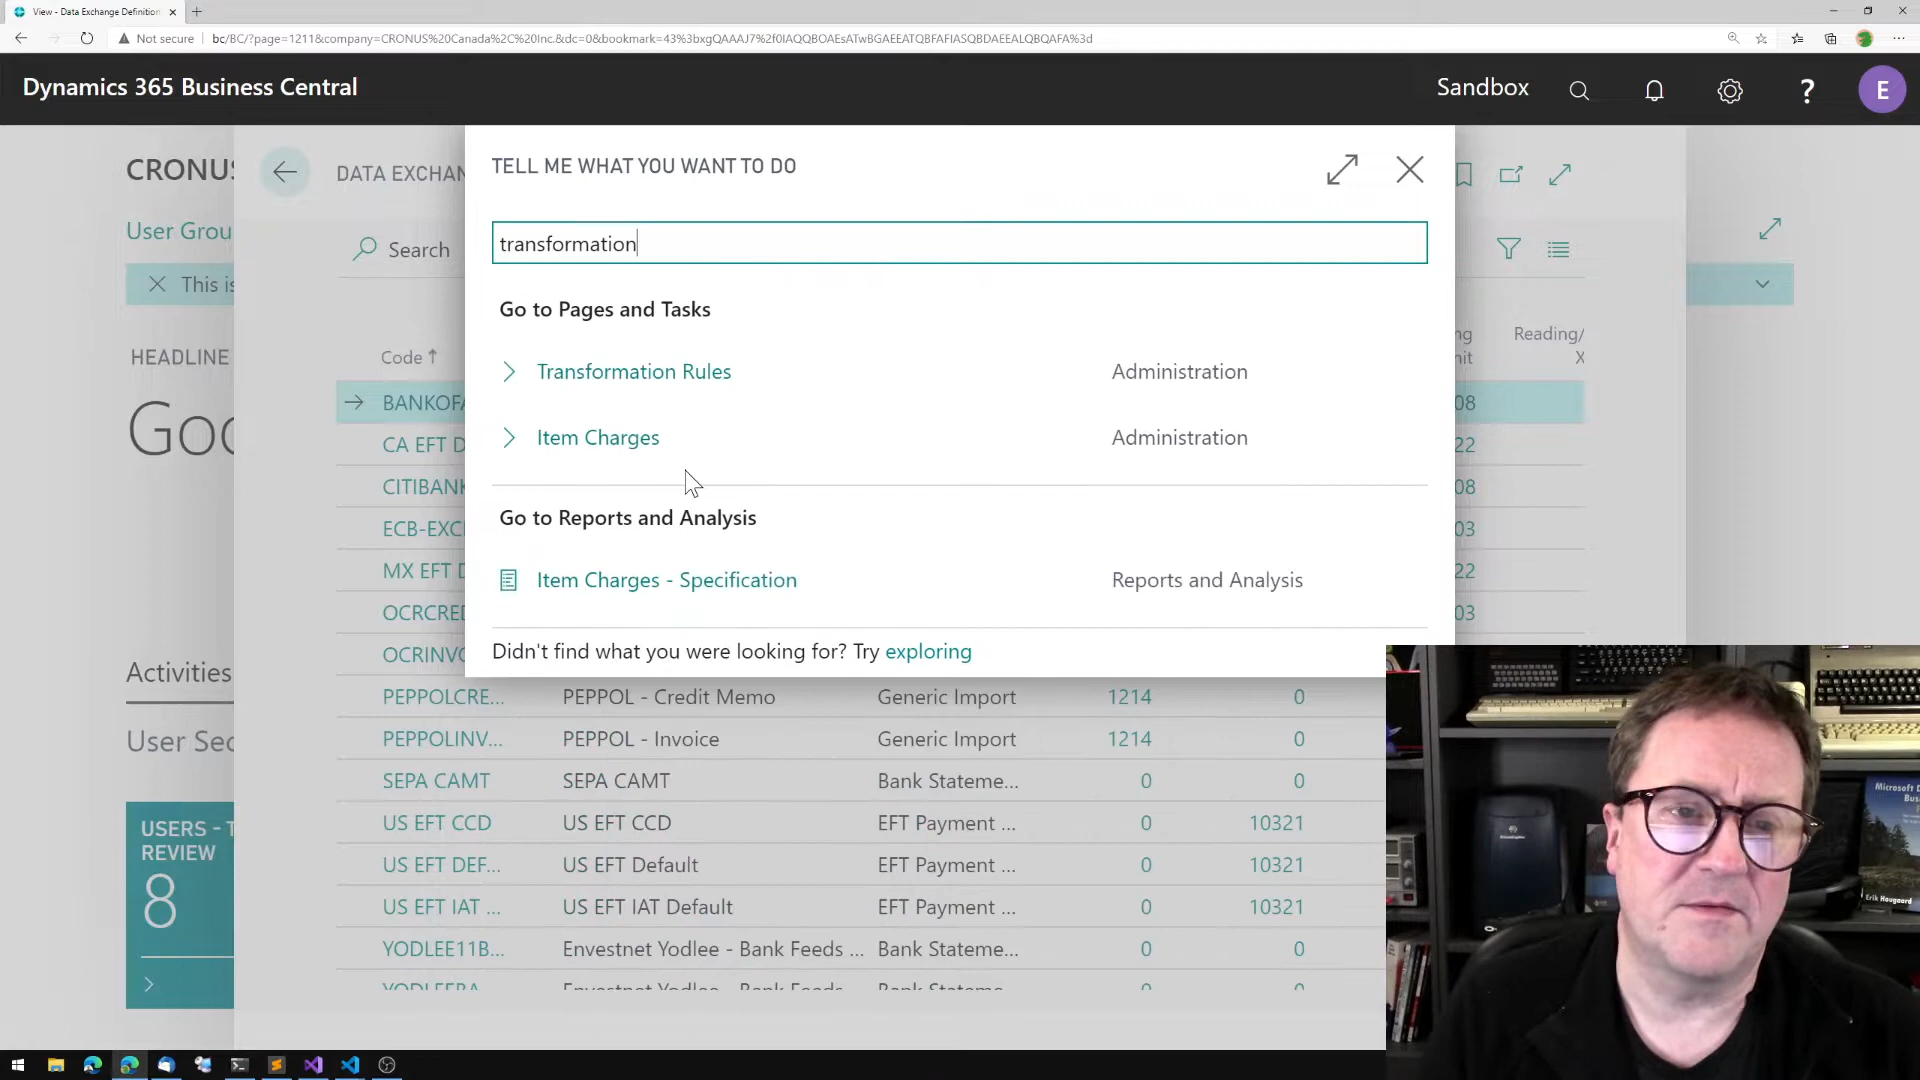 View - Data Exchange Definition
Not secure
bc/BC/?page=1211&company=CRONUS%20Canada%2C%20Inc.&dc=0&bookmark=43%3bxgQAAAJ7%2f0IAQQBOAEsATwBGAEEATQBFAFIASQBDAEEALQBQAFA%3d
Dynamics 365 Business Central
Sandbox
?
E
CRONUS
DATA EXCHAN
TELL ME WHAT YOU WANT TO DO
User Grou
Search
transformation
This is
Go to Pages and Tasks
HEADLINE
Code
Reading/
X
Transformation Rules
Administration
Goo
BANKOFA
08
CA EFT D
Item Charges
Administration
22
CITIBANK
08
Go to Reports and Analysis
ECB-EXC
03
MX EFT D
Item Charges - Specification
Reports and Analysis
22
OCRCRED
03
OCRINVO
Didn't find what you were looking for? Try exploring
Activities
PEPPOLCRE...
PEPPOL - Credit Memo
Generic Import
1214
0
User Sec
PEPPOLINV...
PEPPOL - Invoice
Generic Import
1214
0
SEPA CAMT
SEPA CAMT
Bank Stateme...
0
0
USERS - T
REVIEW
8
US EFT CCD
US EFT CCD
EFT Payment ...
0
10321
US EFT DEF...
US EFT Default
EFT Payment ...
0
10321
US EFT IAT ...
US EFT IAT Default
EFT Payment ...
0
10321
YODLEE11B...
Envestnet Yodlee - Bank Feeds ...
Bank Stateme...
0
0
Microsoft D
Bus
Erik Hougaard